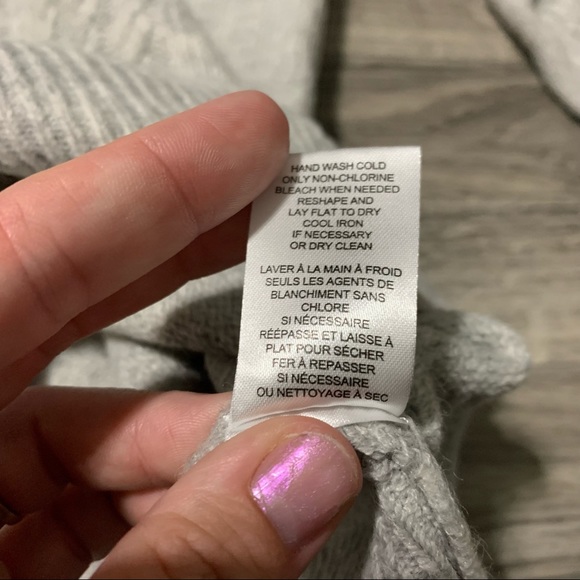 HAND WASH COLD
ONLY NON-CHLORINE
BLEACH WHEN NEEDED
RESHAPE AND
LAY FLAT TO DRY
COOL IRON
IF NECESSARY
OR DRY CLEAN
LAVER À LA MAIN À FROID
SEULS LES AGENTS DE
BLANCHIMENT SANS
CHLORE
SI NÉCESSAIRE
RÉÉPASSE ET LAISSE À
PLAT POUR SÉCHER
FER À REPASSER
SI NÉCESSAIRE
OU NETTOYAGE À SEC